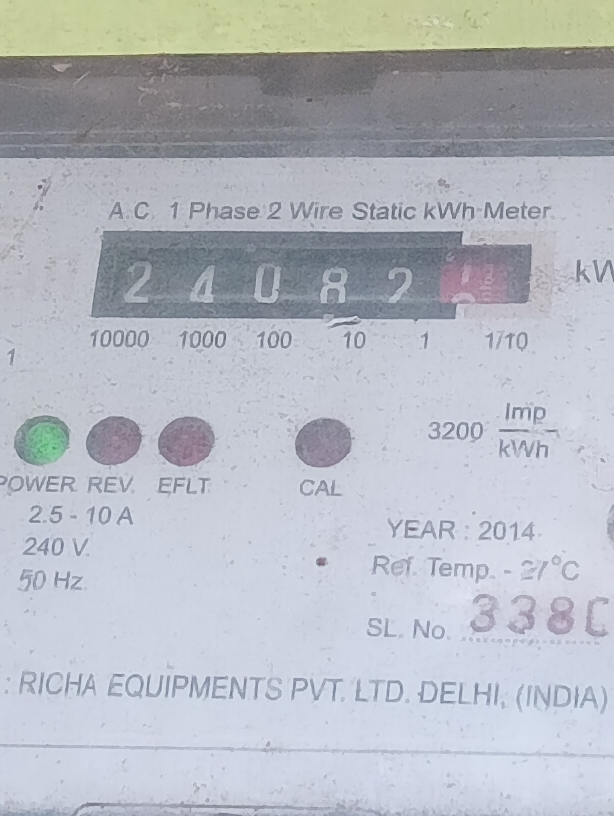 A.C. 1 Phase 2 Wire Static kWh Meter
2 4 0 8 2
10000 1000 100 10 1 1/10
1
3200 Imp/kWh
POWER REV. EFLT. CAL
2.5 - 10 A
240 V.
50 Hz.
YEAR : 2014
Ref. Temp. - 27°C
SL. No. 338
: RICHA EQUIPMENTS PVT. LTD. DELHI, (INDIA)